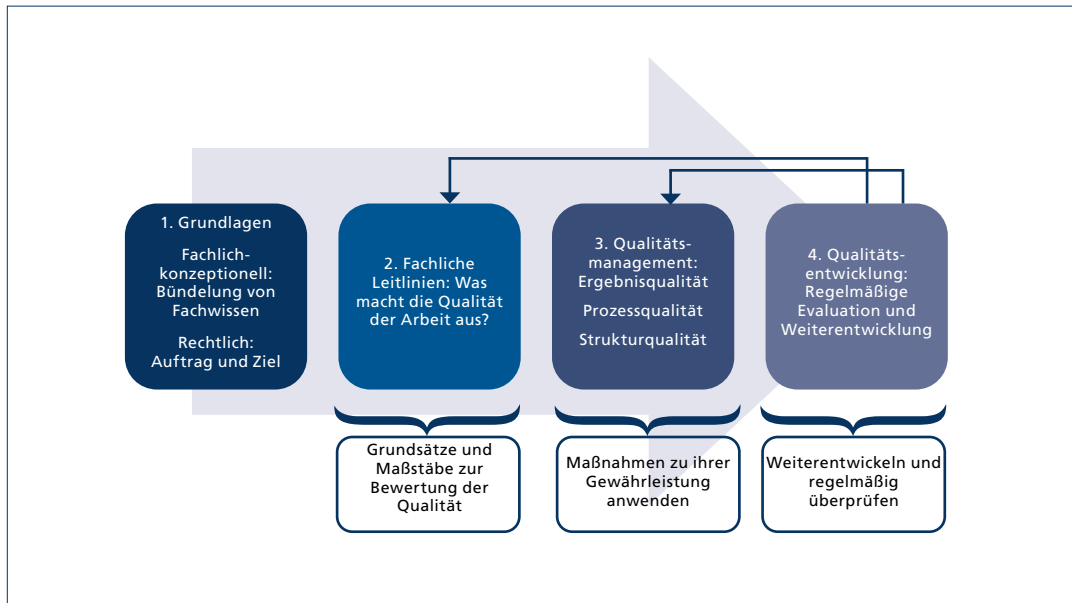 1. Grundlagen
Fachlich-
konzeptionell:
Bündelung von
Fachwissen
Rechtlich:
Auftrag und Ziel
2. Fachliche
Leitlinien: Was
macht die Qualität
der Arbeit aus?
3. Qualitäts-
management:
Ergebnisqualität
Prozessqualität
Strukturqualität
4. Qualitäts-
entwicklung:
Regelmäßige
Evaluation und
Weiterentwicklung
Grundsätze und
Maßstäbe zur
Bewertung der
Qualität
Maßnahmen zu ihrer
Gewährleistung
anwenden
Weiterentwickeln und
regelmäßig
überprüfen